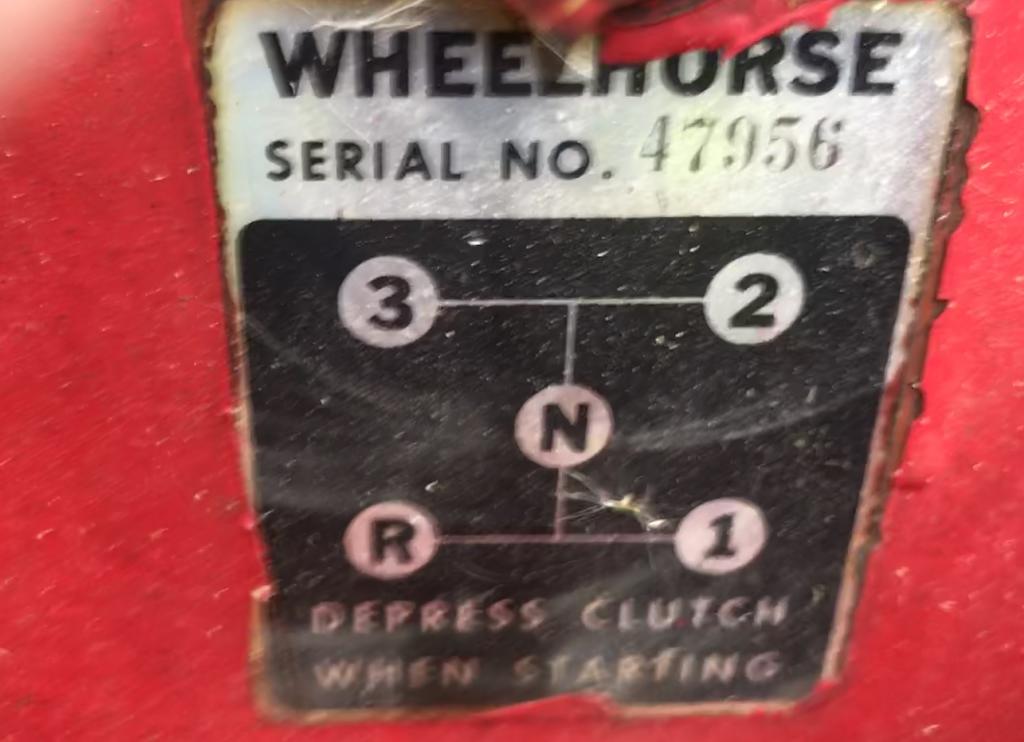 WHEELHORSE
SERIAL NO. 47956
3 2
N
R 1
DEPRESS CLUTCH
WHEN STARTING